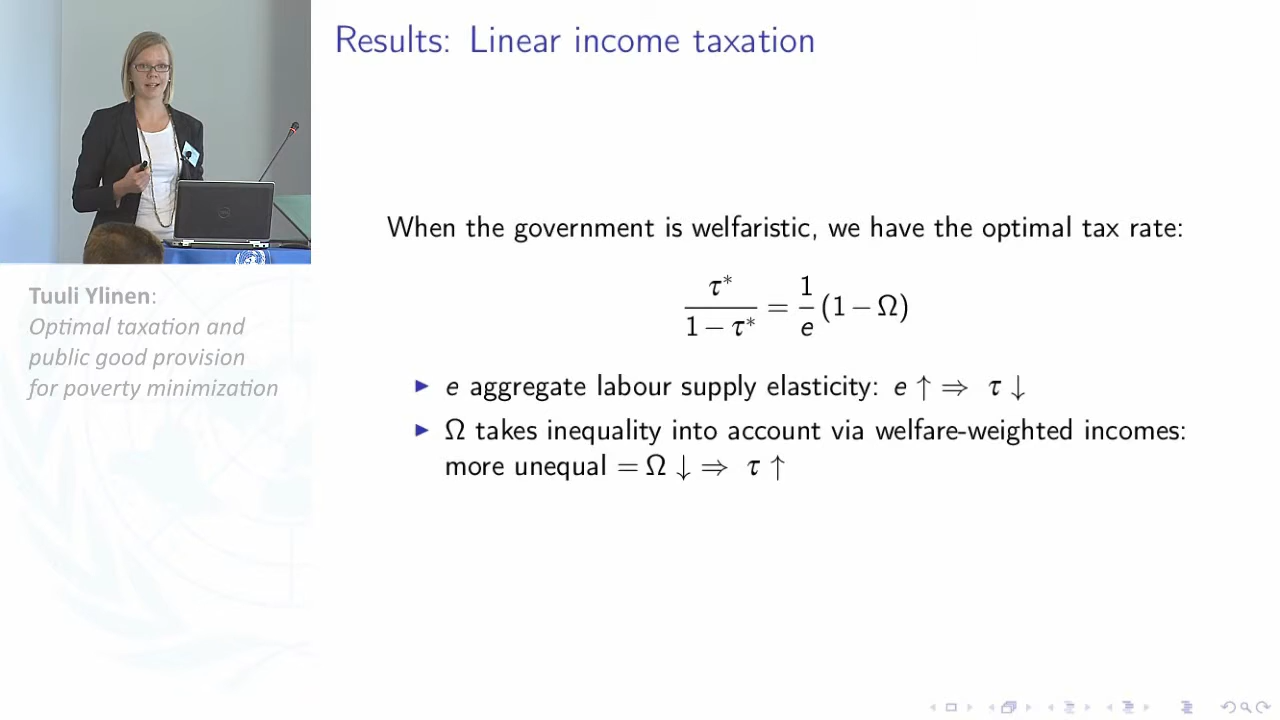 Results: Linear income taxation
When the government is welfaristic, we have the optimal tax rate:
τ* / (1 − τ*) = 1/e (1 − Ω)
▶ e aggregate labour supply elasticity: e ↑ ⇒ τ ↓
▶ Ω takes inequality into account via welfare-weighted incomes:
more unequal = Ω ↓ ⇒ τ ↑
Tuuli Ylinen:
Optimal taxation and
public good provision
for poverty minimization